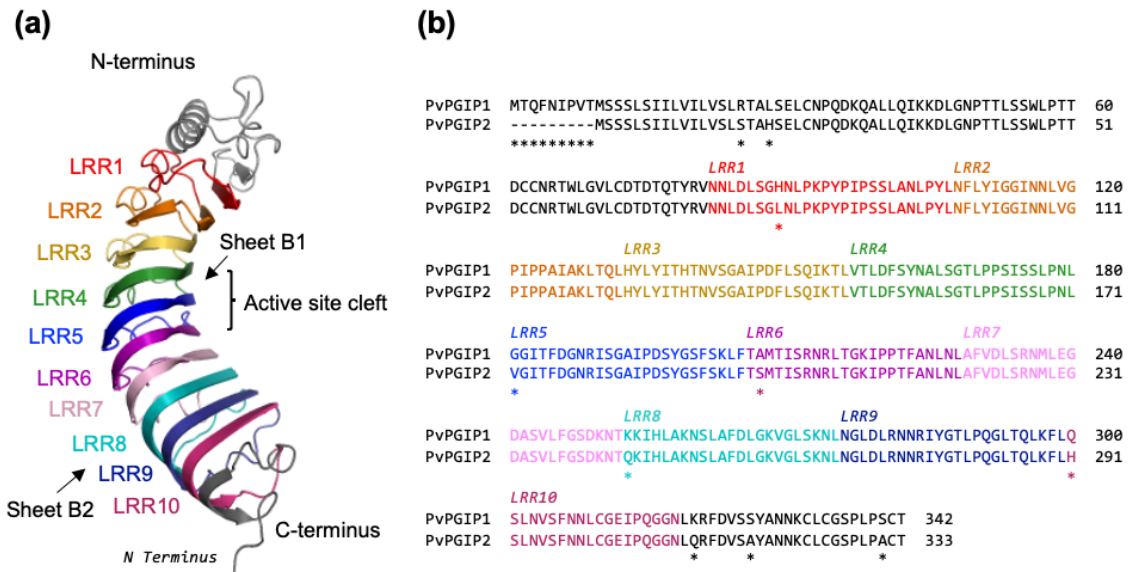 (a)
N-terminus
LRR1
LRR2
Sheet B1
LRR3
LRR4
Active site cleft
LRR5
LRR6
LRR7
LRR8
LRR9
Sheet B2
LRR10
C-terminus
N Terminus
(b)
PvPGIP1 MTQFNIPVTMSSSLSIILVILVSLRTALSELCNPQDKQALLQIKKDLGNPTTLSSWLPTT 60
PvPGIP2 ---------MSSSLSIILVILVSLSTAHSELCNPQDKQALLQIKKDLGNPTTLSSWLPTT 51
********* * *
LRR1 LRR2
PvPGIP1 DCCNRTWLGVLCDTDTQTYRVNNLDLSGHNLPKPYPIPSSLANLPYLNFLYIGGINNLVG 120
PvPGIP2 DCCNRTWLGVLCDTDTQTYRVNNLDLSGLNLPKPYPIPSSLANLPYLNFLYIGGINNLVG 111
*
LRR3 LRR4
PvPGIP1 PIPPAIAKLTQLHYLYITHTNVSGAIPDFLSQIKTLVTLDFSYNALSGTLPPSISSLPNL 180
PvPGIP2 PIPPAIAKLTQLHYLYITHTNVSGAIPDFLSQIKTLVTLDFSYNALSGTLPPSISSLPNL 171
LRR5 LRR6 LRR7
PvPGIP1 GGITFDGNRISGAIPDSYGSFSKLFTAMTISRNRLTGKIPPTFANLNLAFVDLSRNMLEG 240
PvPGIP2 VGITFDGNRISGAIPDSYGSFSKLFTSMTISRNRLTGKIPPTFANLNLAFVDLSRNMLEG 231
* *
LRR8 LRR9
PvPGIP1 DASVLFGSDKNTKKIHLAKNSLAFDLGKVGLSKNLNGLDLRNNRIYGTLPQGLTQLKFLQ 300
PvPGIP2 DASVLFGSDKNTQKIHLAKNSLAFDLGKVGLSKNLNGLDLRNNRIYGTLPQGLTQLKFLH 291
* *
LRR10
PvPGIP1 SLNVSFNNLCGEIPQGGNLKRFDVSSYANNKCLCGSPLPSCT 342
PvPGIP2 SLNVSFNNLCGEIPQGGNLQRFDVSAYANNKCLCGSPLPACT 333
* * *